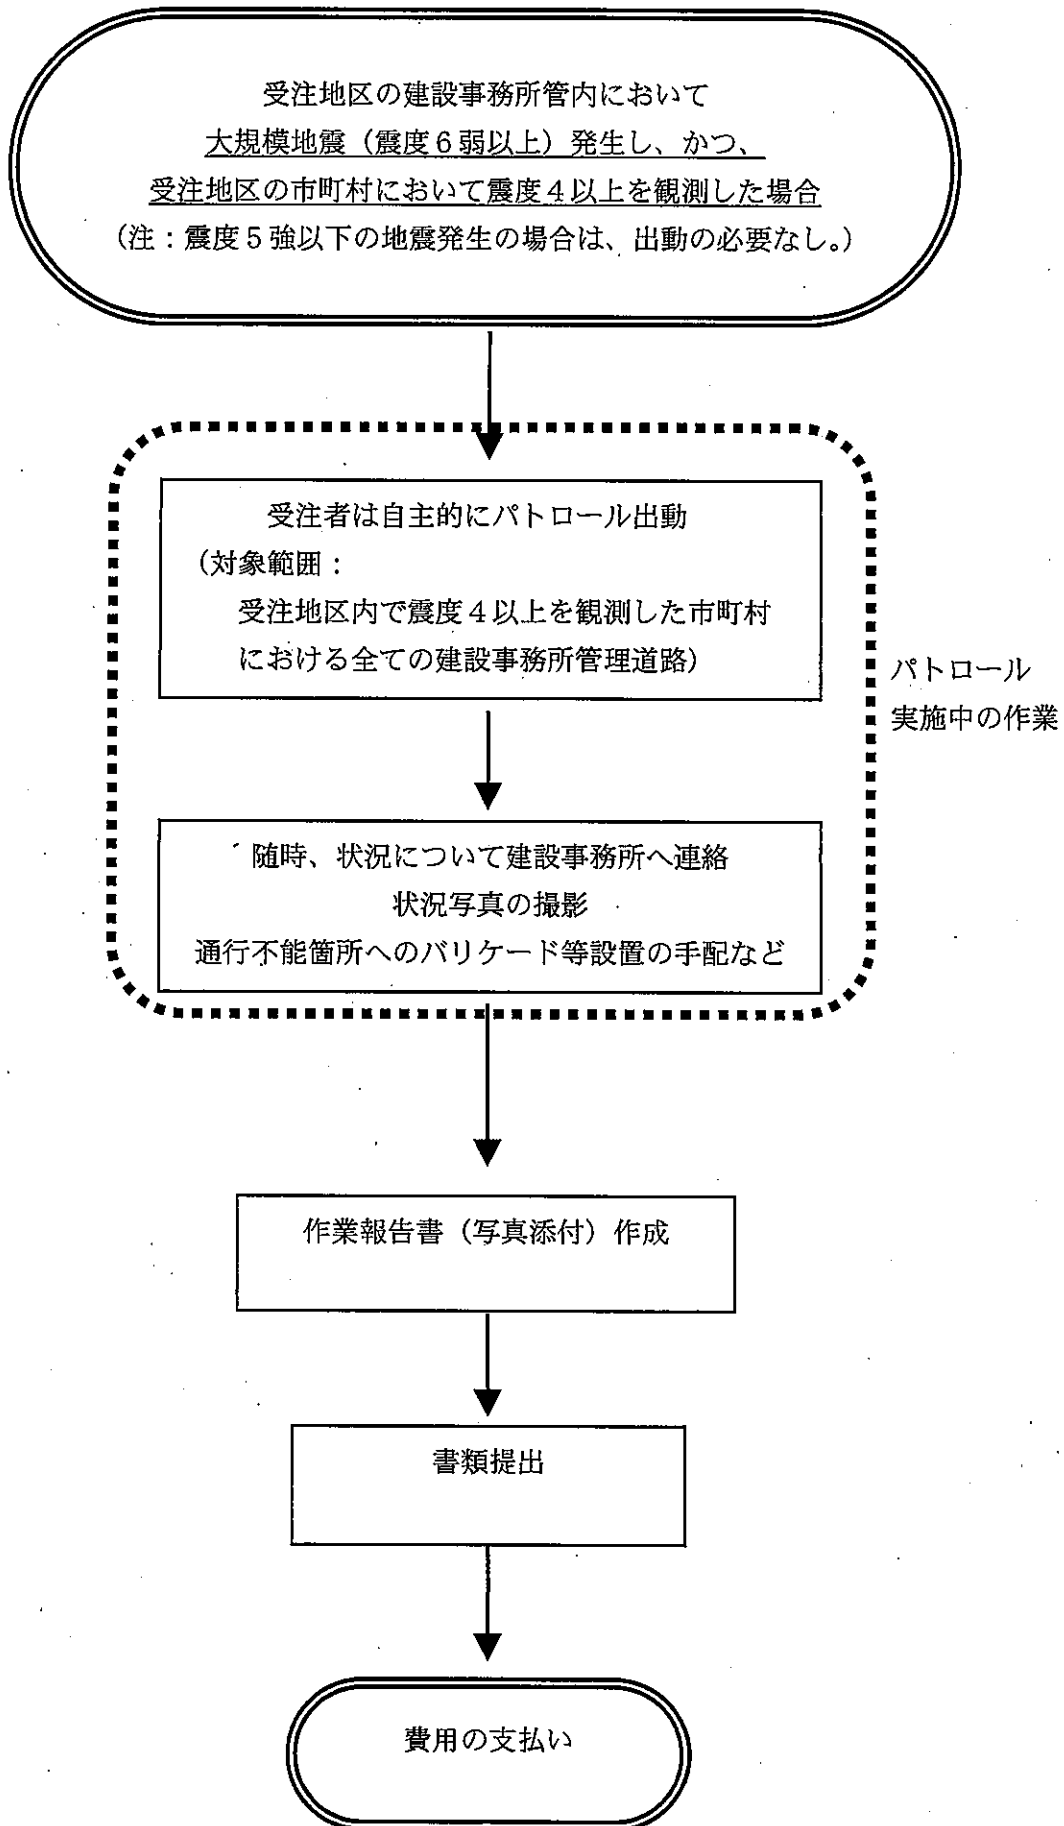 受注地区の建設事務所管内において
大規模地震（震度６弱以上）発生し、かつ、
受注地区の市町村において震度４以上を観測した場合
（注：震度５強以下の地震発生の場合は、出動の必要なし。）
受注者は自主的にパトロール出動
（対象範囲：
受注地区内で震度４以上を観測した市町村
における全ての建設事務所管理道路）
パトロール
実施中の作業
随時、状況について建設事務所へ連絡
状況写真の撮影
通行不能箇所へのバリケード等設置の手配など
作業報告書（写真添付）作成
書類提出
費用の支払い